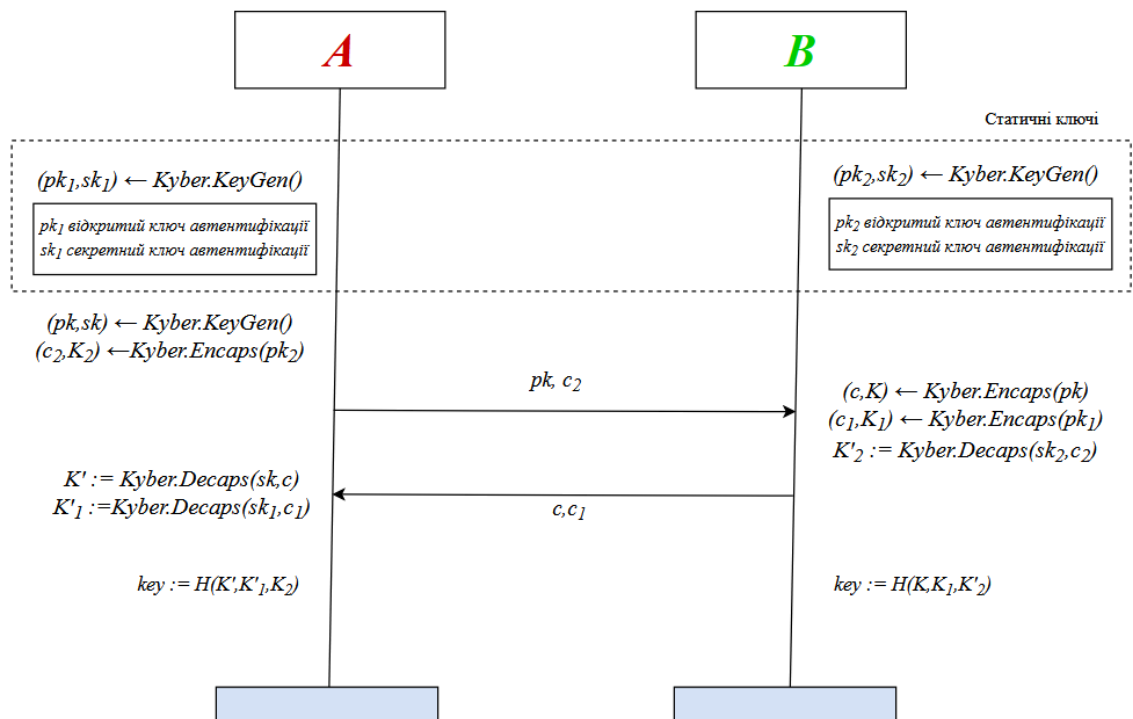 A
B
Статичні ключі
(pk₁,sk₁) ← Kyber.KeyGen()
(pk₂,sk₂) ← Kyber.KeyGen()
pk₁ відкритий ключ автентифікації
sk₁ секретний ключ автентифікації
pk₂ відкритий ключ автентифікації
sk₂ секретний ключ автентифікації
(pk,sk) ← Kyber.KeyGen()
(c₂,K₂) ←Kyber.Encaps(pk₂)
pk, c₂
(c,K) ← Kyber.Encaps(pk)
(c₁,K₁) ← Kyber.Encaps(pk₁)
K'₂ := Kyber.Decaps(sk₂,c₂)
K' := Kyber.Decaps(sk,c)
K'₁ :=Kyber.Decaps(sk₁,c₁)
c,c₁
key := H(K',K'₁,K₂)
key := H(K,K₁,K'₂)